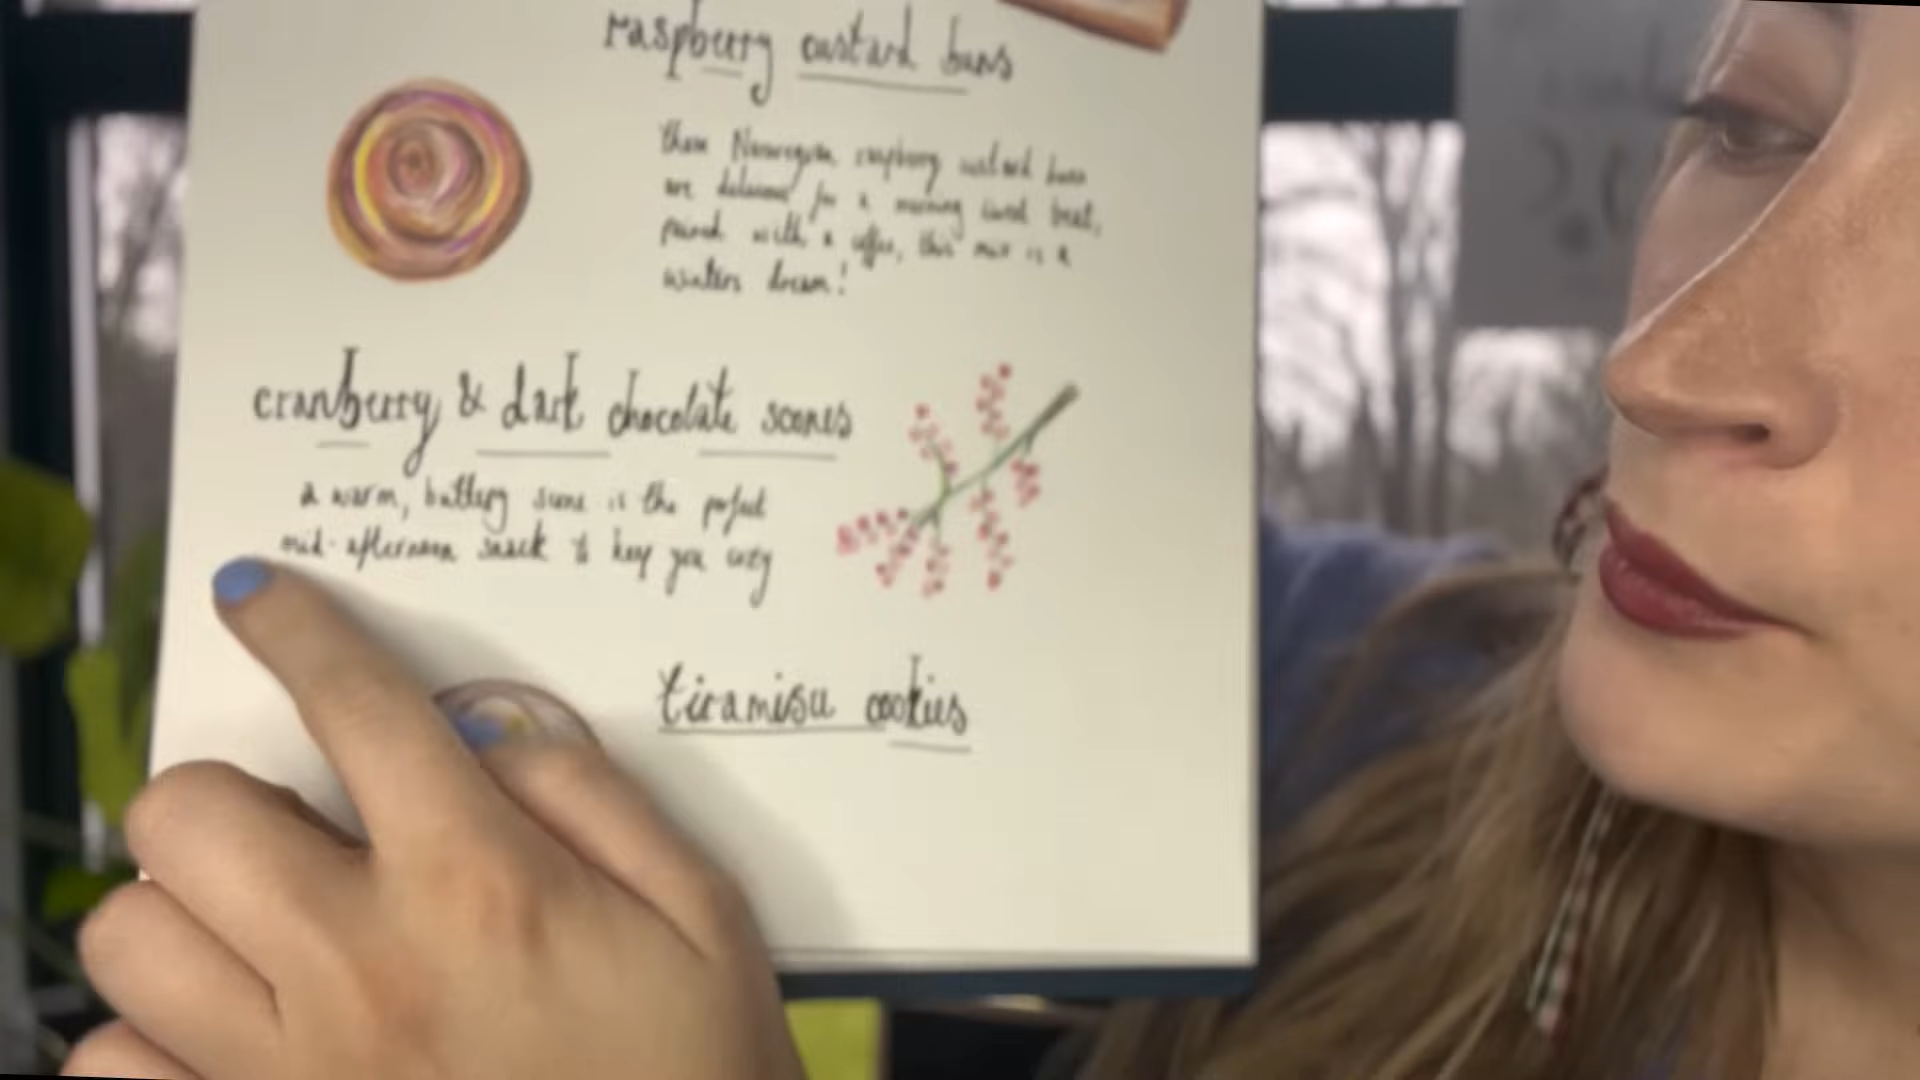 raspberry custard buns
these Norwegian raspberry custard buns
are delicious for a morning sweet treat,
paired with a coffee, this mix is a
winters dream!
cranberry & dark chocolate scones
a warm, buttery scone is the perfect
mid-afternoon snack to keep you cozy
tiramisu cookies